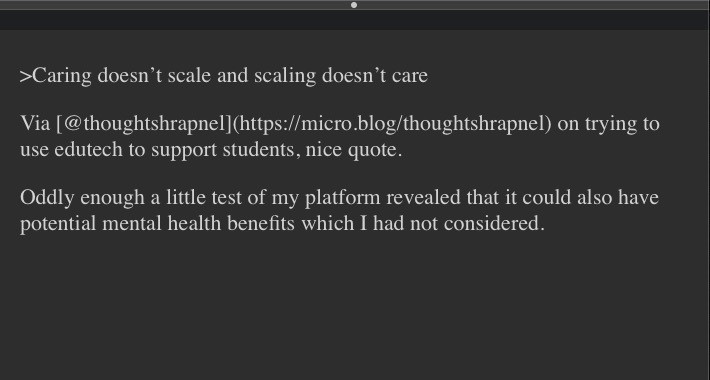 >Caring doesn’t scale and scaling doesn’t care
Via [@thoughtshrapnel](https://micro.blog/thoughtshrapnel) on trying to
use edutech to support students, nice quote.
Oddly enough a little test of my platform revealed that it could also have
potential mental health benefits which I had not considered.